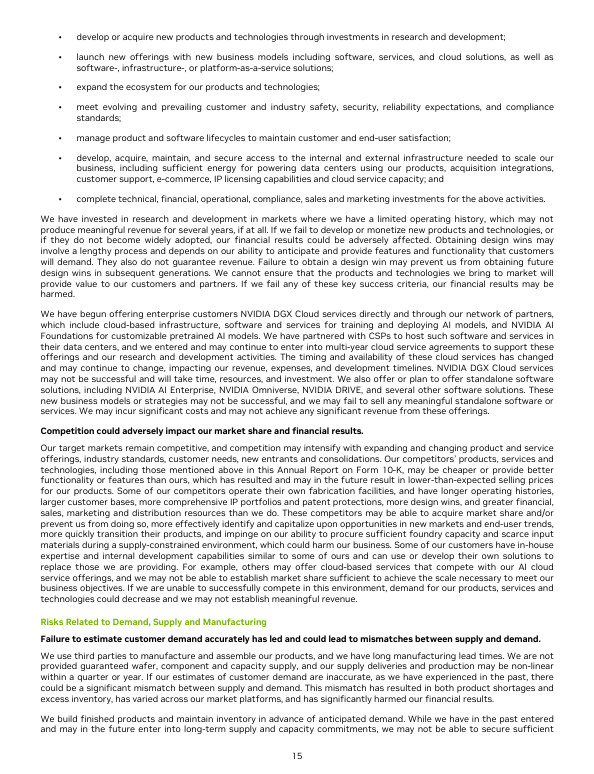 • develop or acquire new products and technologies through investments in research and development;
• launch new offerings with new business models including software, services, and cloud solutions, as well as
software-, infrastructure-, or platform-as-a-service solutions;
• expand the ecosystem for our products and technologies;
• meet evolving and prevailing customer and industry safety, security, reliability expectations, and compliance
standards;
• manage product and software lifecycles to maintain customer and end-user satisfaction;
• develop, acquire, maintain, and secure access to the internal and external infrastructure needed to scale our
business, including sufficient energy for powering data centers using our products, acquisition integrations,
customer support, e-commerce, IP licensing capabilities and cloud service capacity; and
• complete technical, financial, operational, compliance, sales and marketing investments for the above activities.
We have invested in research and development in markets where we have a limited operating history, which may not
produce meaningful revenue for several years, if at all. If we fail to develop or monetize new products and technologies, or
if they do not become widely adopted, our financial results could be adversely affected. Obtaining design wins may
involve a lengthy process and depends on our ability to anticipate and provide features and functionality that customers
will demand. They also do not guarantee revenue. Failure to obtain a design win may prevent us from obtaining future
design wins in subsequent generations. We cannot ensure that the products and technologies we bring to market will
provide value to our customers and partners. If we fail any of these key success criteria, our financial results may be
harmed.
We have begun offering enterprise customers NVIDIA DGX Cloud services directly and through our network of partners,
which include cloud-based infrastructure, software and services for training and deploying AI models, and NVIDIA AI
Foundations for customizable pretrained AI models. We have partnered with CSPs to host such software and services in
their data centers, and we entered and may continue to enter into multi-year cloud service agreements to support these
offerings and our research and development activities. The timing and availability of these cloud services has changed
and may continue to change, impacting our revenue, expenses, and development timelines. NVIDIA DGX Cloud services
may not be successful and will take time, resources, and investment. We also offer or plan to offer standalone software
solutions, including NVIDIA AI Enterprise, NVIDIA Omniverse, NVIDIA DRIVE, and several other software solutions. These
new business models or strategies may not be successful, and we may fail to sell any meaningful standalone software or
services. We may incur significant costs and may not achieve any significant revenue from these offerings.
Competition could adversely impact our market share and financial results.
Our target markets remain competitive, and competition may intensify with expanding and changing product and service
offerings, industry standards, customer needs, new entrants and consolidations. Our competitors' products, services and
technologies, including those mentioned above in this Annual Report on Form 10-K, may be cheaper or provide better
functionality or features than ours, which has resulted and may in the future result in lower-than-expected selling prices
for our products. Some of our competitors operate their own fabrication facilities, and have longer operating histories,
larger customer bases, more comprehensive IP portfolios and patent protections, more design wins, and greater financial,
sales, marketing and distribution resources than we do. These competitors may be able to acquire market share and/or
prevent us from doing so, more effectively identify and capitalize upon opportunities in new markets and end-user trends,
more quickly transition their products, and impinge on our ability to procure sufficient foundry capacity and scarce input
materials during a supply-constrained environment, which could harm our business. Some of our customers have in-house
expertise and internal development capabilities similar to some of ours and can use or develop their own solutions to
replace those we are providing. For example, others may offer cloud-based services that compete with our AI cloud
service offerings, and we may not be able to establish market share sufficient to achieve the scale necessary to meet our
business objectives. If we are unable to successfully compete in this environment, demand for our products, services and
technologies could decrease and we may not establish meaningful revenue.
Risks Related to Demand, Supply and Manufacturing
Failure to estimate customer demand accurately has led and could lead to mismatches between supply and demand.
We use third parties to manufacture and assemble our products, and we have long manufacturing lead times. We are not
provided guaranteed wafer, component and capacity supply, and our supply deliveries and production may be non-linear
within a quarter or year. If our estimates of customer demand are inaccurate, as we have experienced in the past, there
could be a significant mismatch between supply and demand. This mismatch has resulted in both product shortages and
excess inventory, has varied across our market platforms, and has significantly harmed our financial results.
We build finished products and maintain inventory in advance of anticipated demand. While we have in the past entered
and may in the future enter into long-term supply and capacity commitments, we may not be able to secure sufficient
15